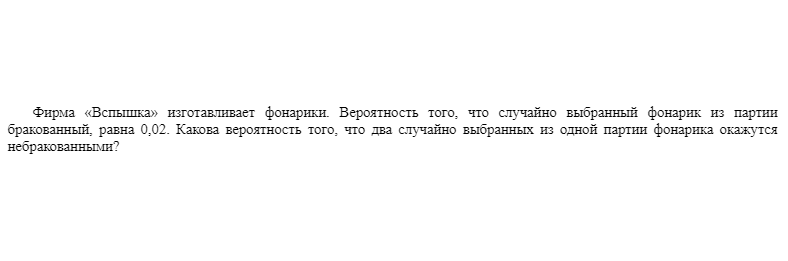 Фирма «Вспышка» изготавливает фонарики. Вероятность того, что случайно выбранный фонарик из партии
бракованный, равна 0,02. Какова вероятность того, что два случайно выбранных из одной партии фонарика окажутся
небракованными?